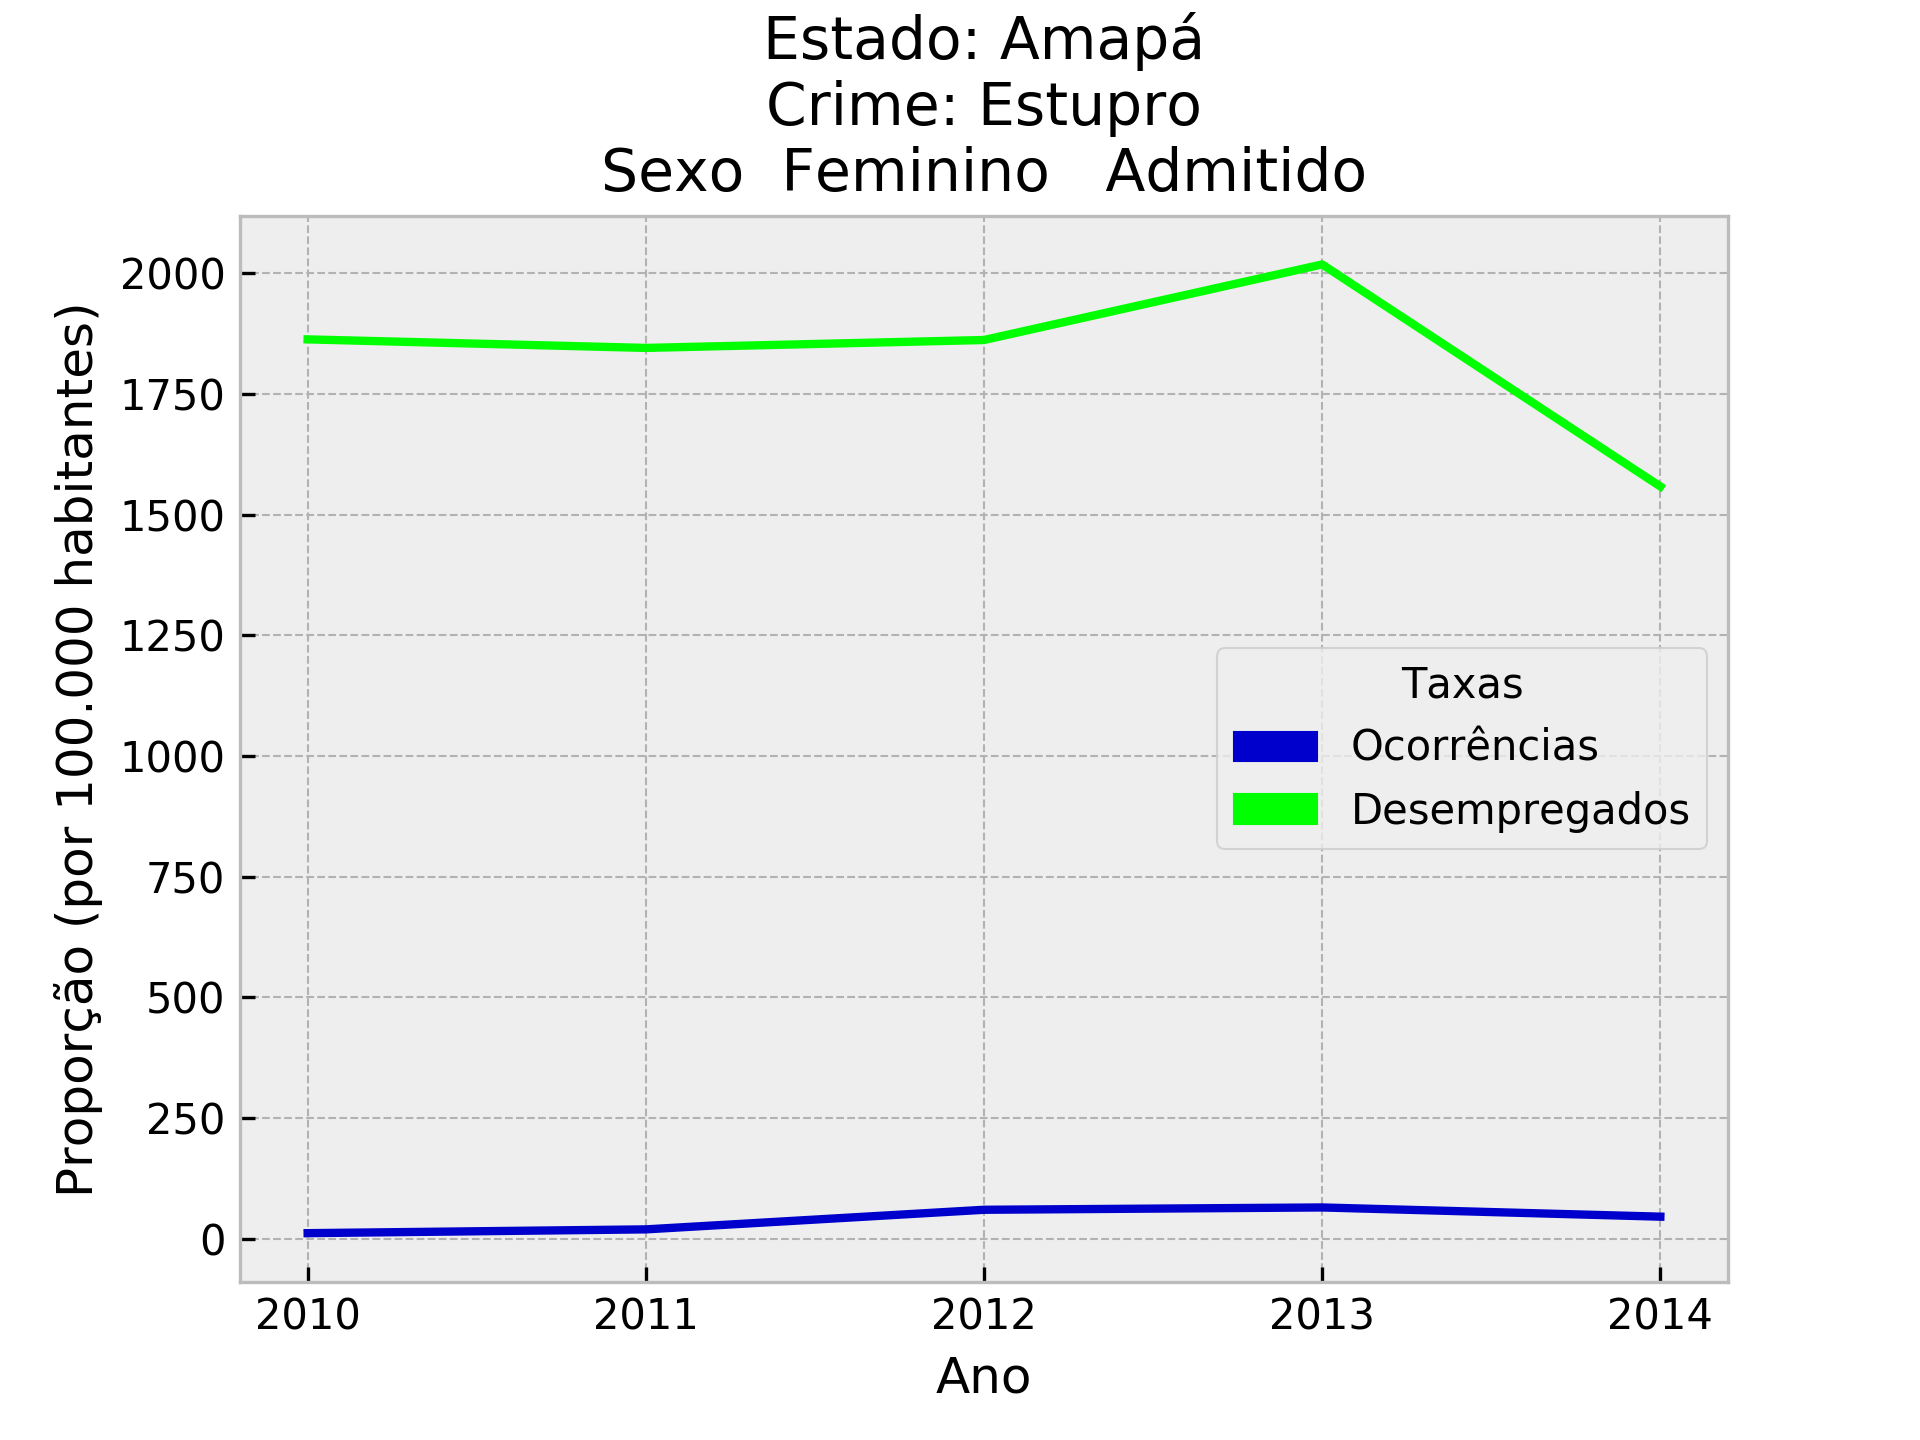 Estado: Amapá
Crime: Estupro
Sexo  Feminino   Admitido
Proporção (por 100.000 habitantes)
2000
1750
1500
1250
1000
750
500
250
0
Taxas
Ocorrências
Desempregados
2010 2011 2012 2013 2014
Ano